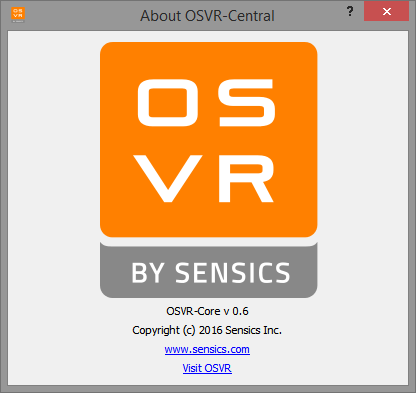 About OSVR-Central
?
OS
VR
BY SENSICS
OSVR-Core v 0.6
Copyright (c) 2016 Sensics Inc.
www.sensics.com
Visit OSVR